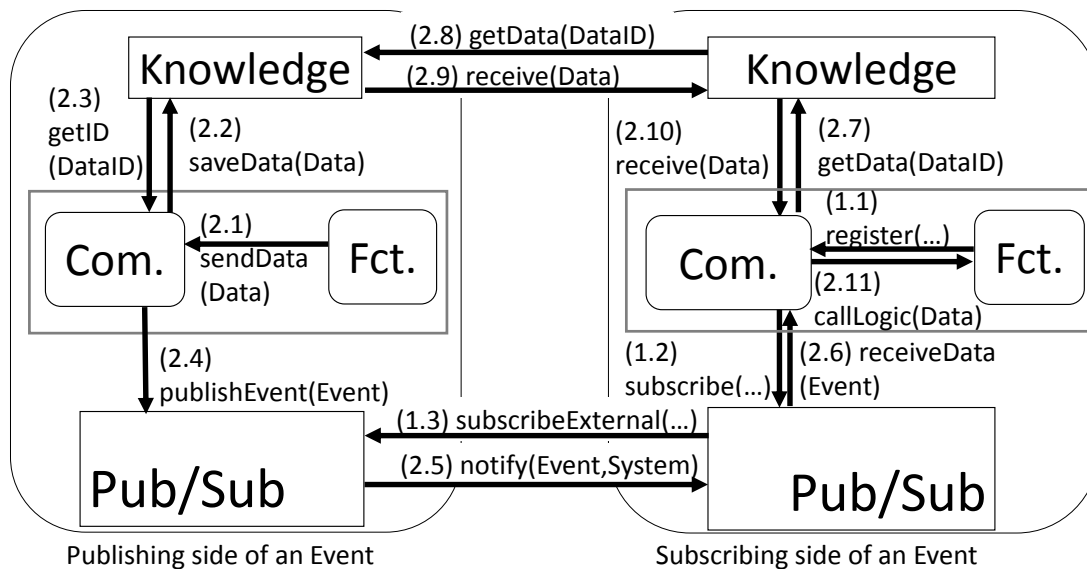 (2.8) getData(DataID)
Knowledge
(2.9) receive(Data)
Knowledge
(2.3)
getID
(DataID)
(2.2)
saveData(Data)
(2.10)
receive(Data)
(2.7)
getData(DataID)
Com.
(2.1)
sendData
(Data)
Fct.
Com.
(1.1)
register(...)
(2.11)
callLogic(Data)
Fct.
(2.4)
publishEvent(Event)
(1.2)
subscribe(...)
(2.6) receiveData
(Event)
Pub/Sub
(1.3) subscribeExternal(...)
(2.5) notify(Event,System)
Pub/Sub
Publishing side of an Event
Subscribing side of an Event